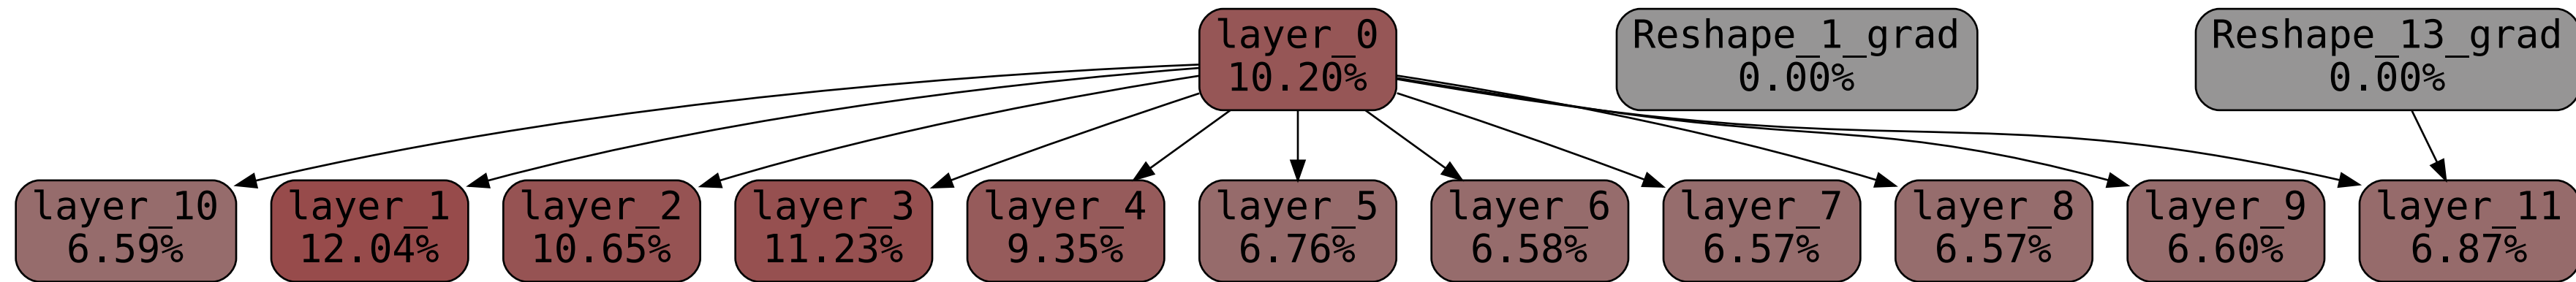 layer_0
10.20%
Reshape_1_grad
0.00%
Reshape_13_grad
0.00%
layer_10
6.59%
layer_1
12.04%
layer_2
10.65%
layer_3
11.23%
layer_4
9.35%
layer_5
6.76%
layer_6
6.58%
layer_7
6.57%
layer_8
6.57%
layer_9
6.60%
layer_11
6.87%